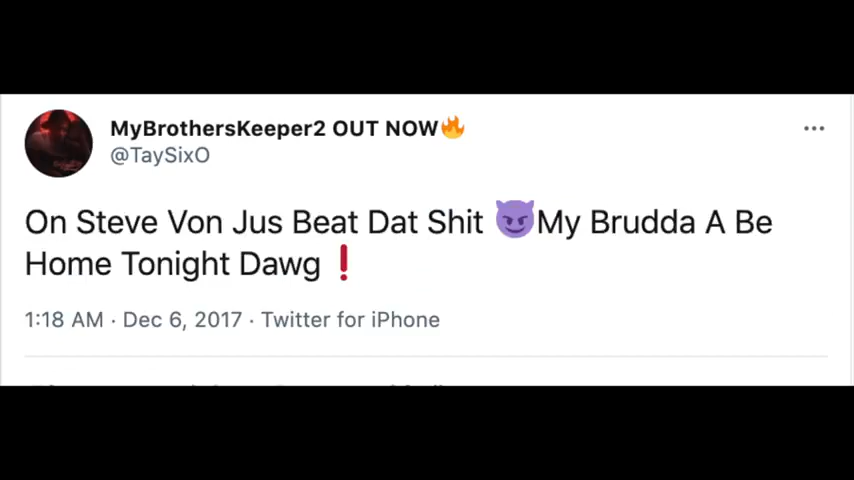 MyBrothersKeeper2 OUT NOW🔥
@TaySixO
On Steve Von Jus Beat Dat Shit 😈My Brudda A Be
Home Tonight Dawg❗
1:18 AM · Dec 6, 2017 · Twitter for iPhone